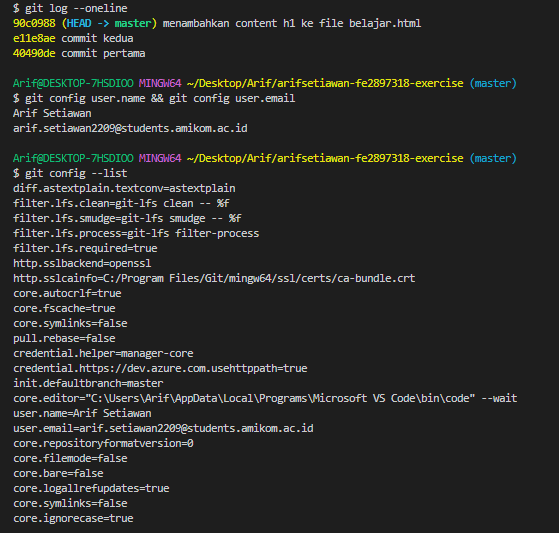 $ git log --oneline
90c0988 (HEAD -> master) menambahkan content h1 ke file belajar.html
e11e8ae commit kedua
40490de commit pertama
Arif@DESKTOP-7HSDIOO MINGW64 ~/Desktop/Arif/arifsetiawan-fe2897318-exercise (master)
$ git config user.name && git config user.email
Arif Setiawan
arif.setiawan2209@students.amikom.ac.id
Arif@DESKTOP-7HSDIOO MINGW64 ~/Desktop/Arif/arifsetiawan-fe2897318-exercise (master)
$ git config --list
diff.astextplain.textconv=astextplain
filter.lfs.clean=git-lfs clean -- %f
filter.lfs.smudge=git-lfs smudge -- %f
filter.lfs.process=git-lfs filter-process
filter.lfs.required=true
http.sslbackend=openssl
http.sslcainfo=C:/Program Files/Git/mingw64/ssl/certs/ca-bundle.crt
core.autocrlf=true
core.fscache=true
core.symlinks=false
pull.rebase=false
credential.helper=manager-core
credential.https://dev.azure.com.usehttppath=true
init.defaultbranch=master
core.editor="C:\Users\Arif\AppData\Local\Programs\Microsoft VS Code\bin\code" --wait
user.name=Arif Setiawan
user.email=arif.setiawan2209@students.amikom.ac.id
core.repositoryformatversion=0
core.filemode=false
core.bare=false
core.logallrefupdates=true
core.symlinks=false
core.ignorecase=true